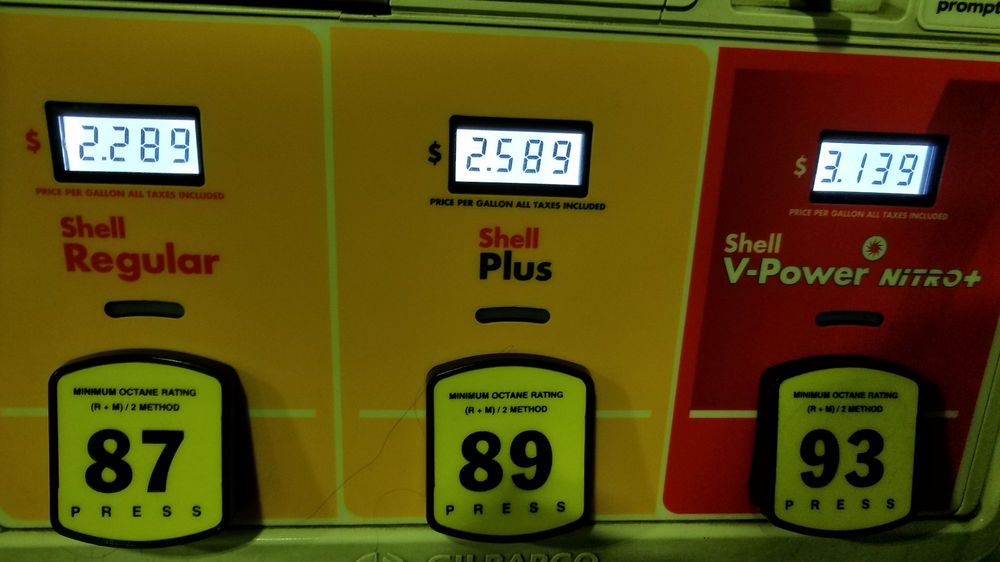 prompt
$ 2.289
PRICE PER GALLON ALL TAXES INCLUDED
Shell
Regular
MINIMUM OCTANE RATING
(R + M) / 2 METHOD
87
PRESS
$ 2.589
PRICE PER GALLON ALL TAXES INCLUDED
Shell
Plus
MINIMUM OCTANE RATING
(R + M) / 2 METHOD
89
PRESS
$ 3.139
PRICE PER GALLON ALL TAXES INCLUDED
Shell
V-Power NiTRO+
MINIMUM OCTANE RATING
(R + M) / 2 METHOD
93
PRESS
GILBARCO